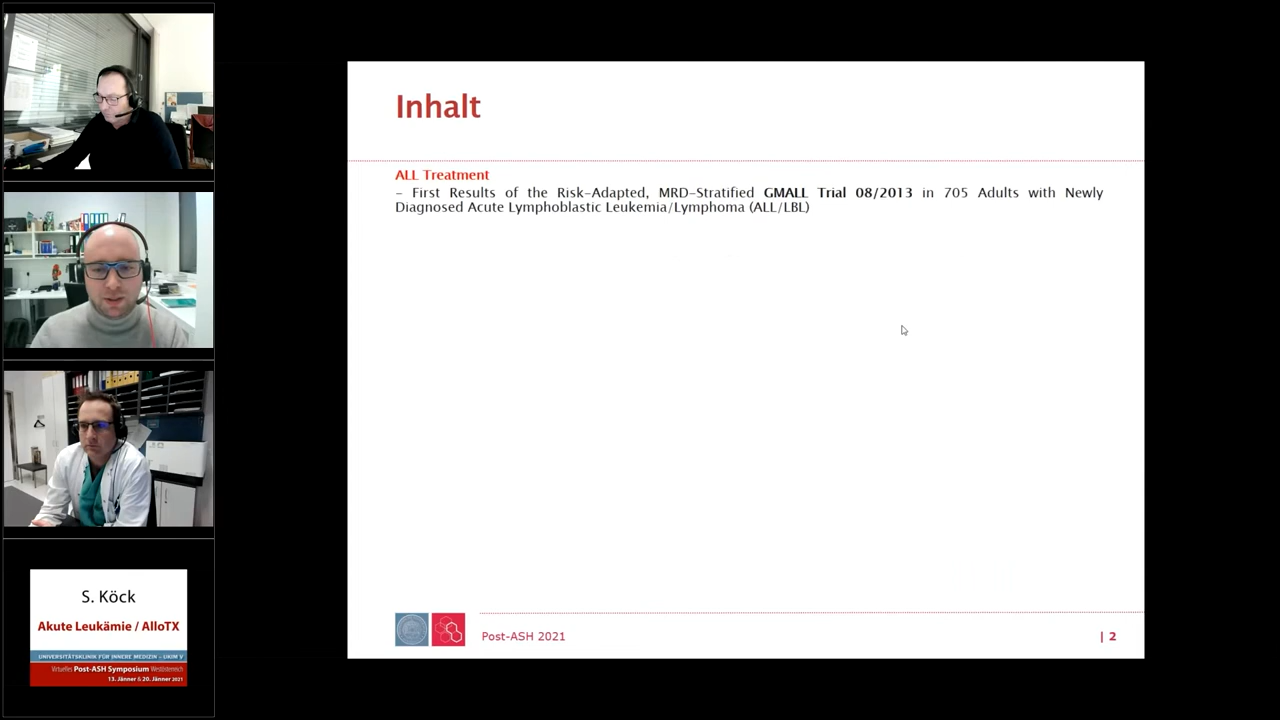 Inhalt
ALL Treatment
– First Results of the Risk-Adapted, MRD-Stratified GMALL Trial 08/2013 in 705 Adults with Newly
Diagnosed Acute Lymphoblastic Leukemia/Lymphoma (ALL/LBL)
Post-ASH 2021
| 2
S. Köck
Akute Leukämie / AlloTX
UNIVERSITÄTSKLINIK FÜR INNERE MEDIZIN – UKIM V
Virtuelles Post-ASH Symposium Westösterreich
13. Jänner & 20. Jänner 2021